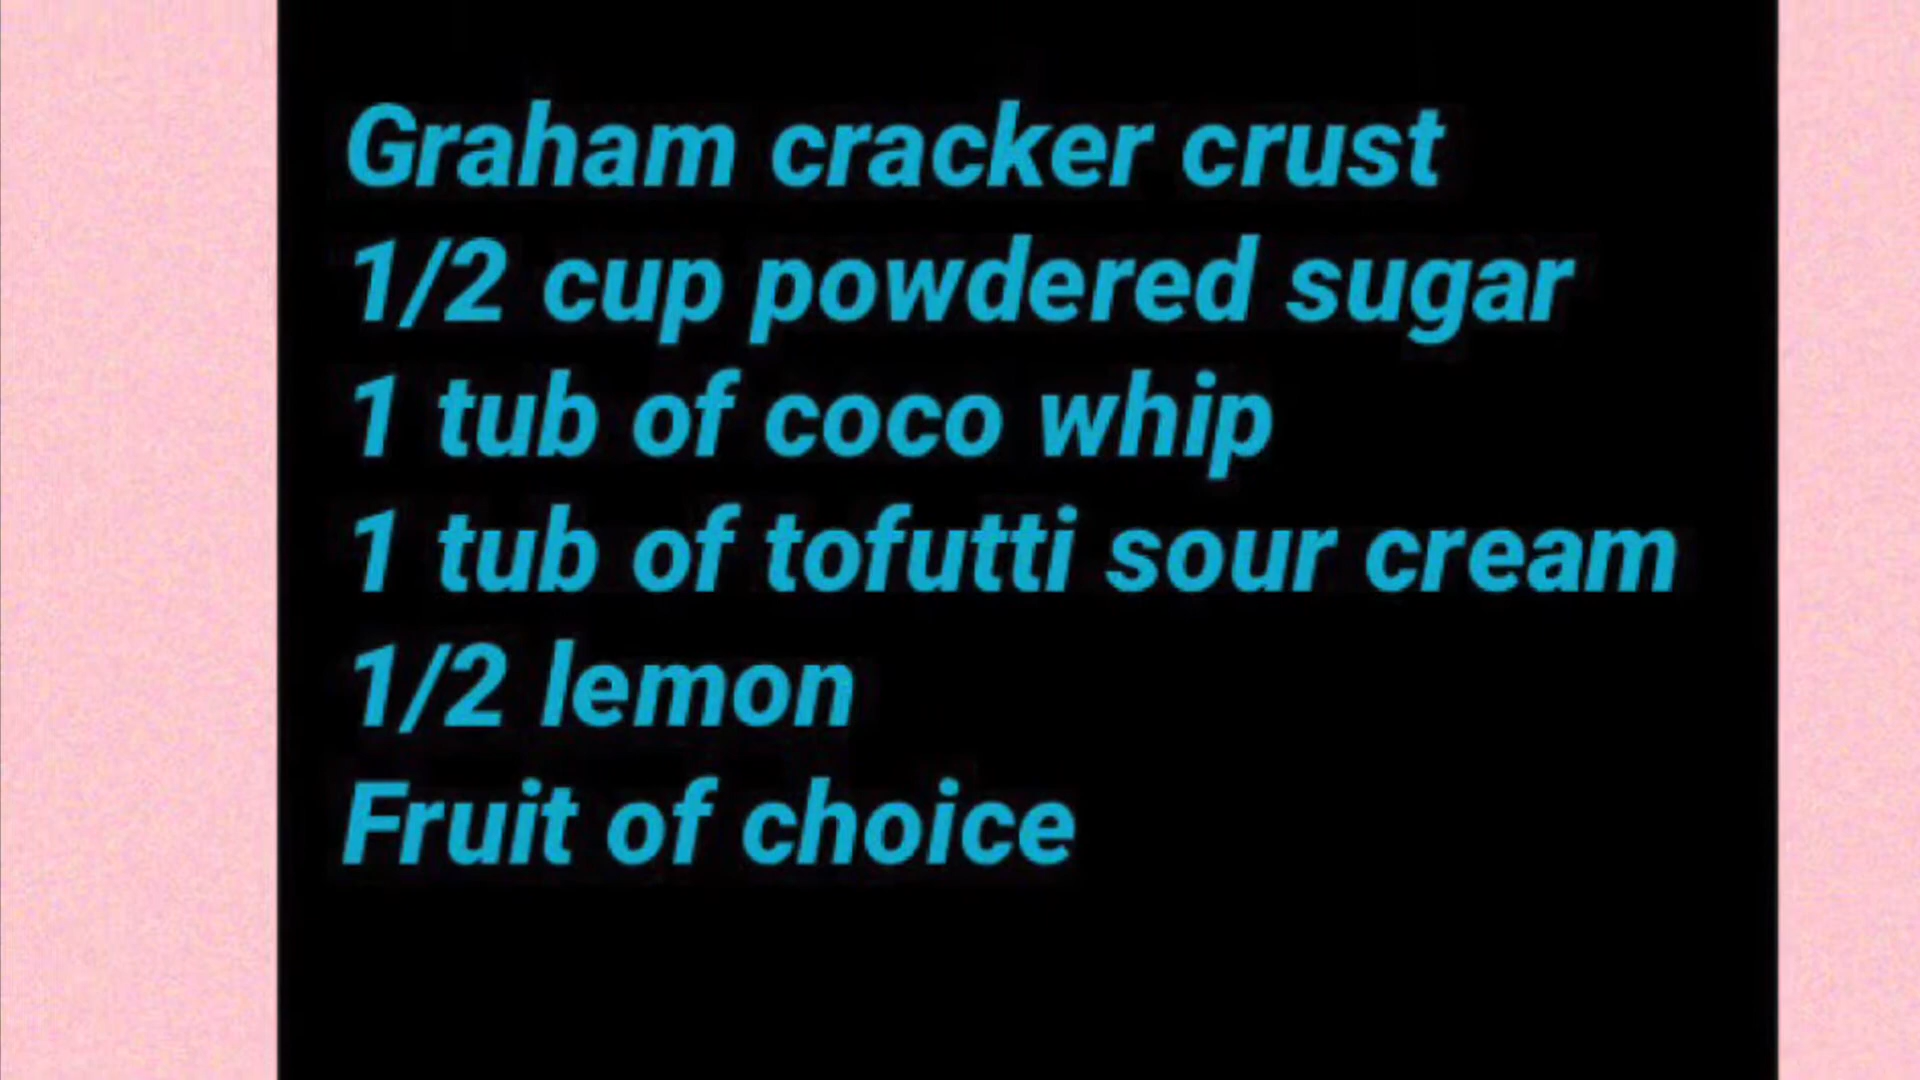 Graham cracker crust
1/2 cup powdered sugar
1 tub of coco whip
1 tub of tofutti sour cream
1/2 lemon
Fruit of choice